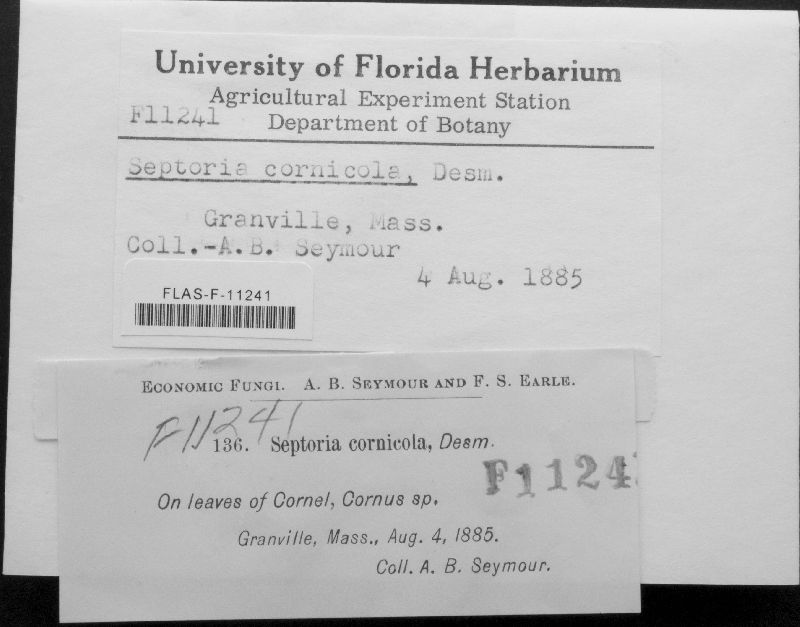 University of Florida Herbarium
Agricultural Experiment Station
F11241
Department of Botany
Septoria cornicola, Desm.
Granville, Mass.
Coll.-A.B. Seymour
4 Aug. 1885
FLAS-F-11241
Economic Fungi. A. B. Seymour and F. S. Earle.
F11241
136. Septoria cornicola, Desm.
F1124
On leaves of Cornel, Cornus sp.
Granville, Mass., Aug. 4, 1885.
Coll. A. B. Seymour.